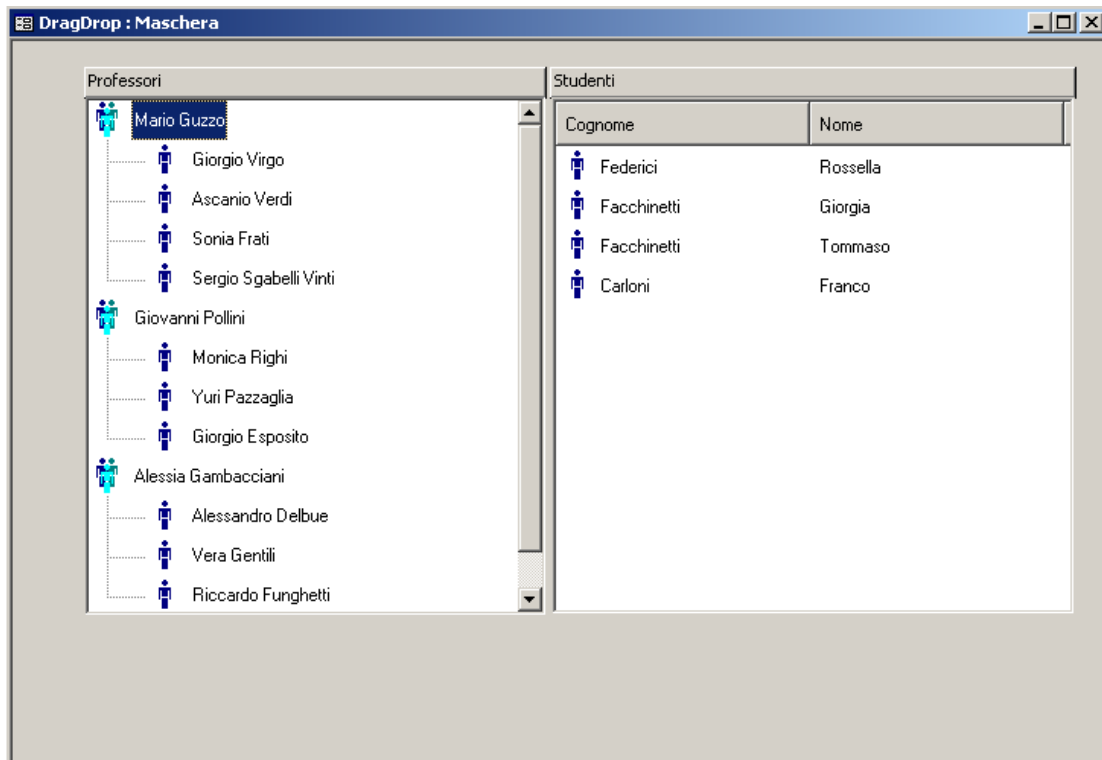 DragDrop : Maschera
Professori
Mario Guzzo
Giorgio Virgo
Ascanio Verdi
Sonia Frati
Sergio Sgabelli Vinti
Giovanni Pollini
Monica Righi
Yuri Pazzaglia
Giorgio Esposito
Alessia Gambacciani
Alessandro Delbue
Vera Gentili
Riccardo Funghetti
Studenti
Cognome Nome
Federici Rossella
Facchinetti Giorgia
Facchinetti Tommaso
Carloni Franco